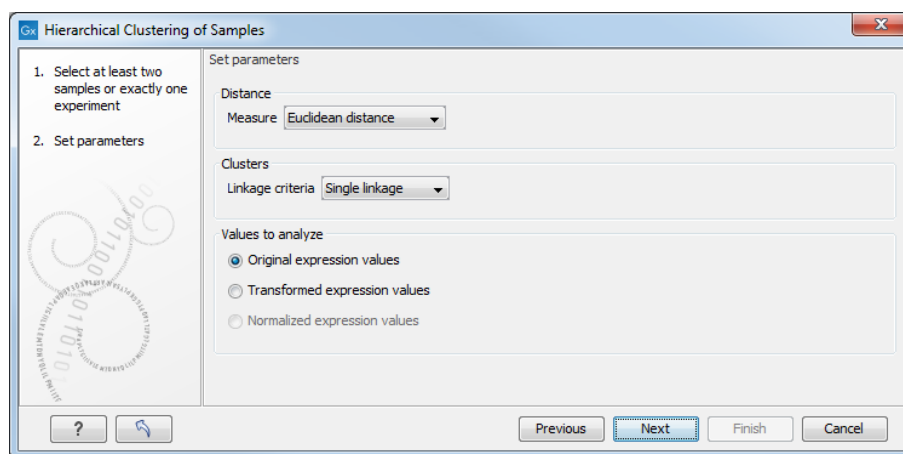 Gx Hierarchical Clustering of Samples
1. Select at least two
samples or exactly one
experiment
2. Set parameters
Set parameters
Distance
Measure Euclidean distance
Clusters
Linkage criteria Single linkage
Values to analyze
Original expression values
Transformed expression values
Normalized expression values
? Previous Next Finish Cancel